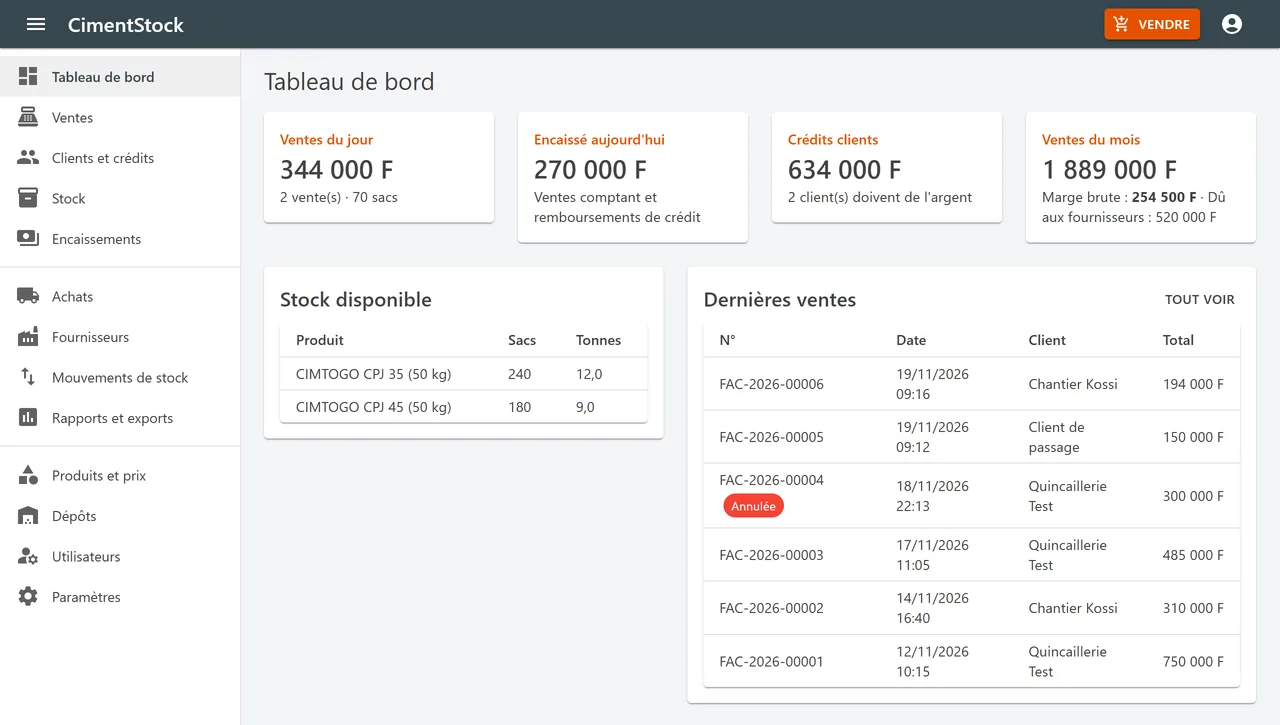 CimentStock
VENDRE
Tableau de bord
Ventes
Clients et crédits
Stock
Encaissements
Achats
Fournisseurs
Mouvements de stock
Rapports et exports
Produits et prix
Dépôts
Utilisateurs
Paramètres
Tableau de bord
Ventes du jour
344 000 F
2 vente(s) · 70 sacs
Encaissé aujourd'hui
270 000 F
Ventes comptant et
remboursements de crédit
Crédits clients
634 000 F
2 client(s) doivent de l'argent
Ventes du mois
1 889 000 F
Marge brute : 254 500 F · Dû
aux fournisseurs : 520 000 F
Stock disponible
Produit Sacs Tonnes
CIMTOGO CPJ 35 (50 kg) 240 12,0
CIMTOGO CPJ 45 (50 kg) 180 9,0
Dernières ventes TOUT VOIR
N° Date Client Total
FAC-2026-00006 19/11/2026 09:16 Chantier Kossi 194 000 F
FAC-2026-00005 19/11/2026 09:12 Client de passage 150 000 F
FAC-2026-00004 Annulée 18/11/2026 22:13 Quincaillerie Test 300 000 F
FAC-2026-00003 17/11/2026 11:05 Quincaillerie Test 485 000 F
FAC-2026-00002 14/11/2026 16:40 Chantier Kossi 310 000 F
FAC-2026-00001 12/11/2026 10:15 Quincaillerie Test 750 000 F